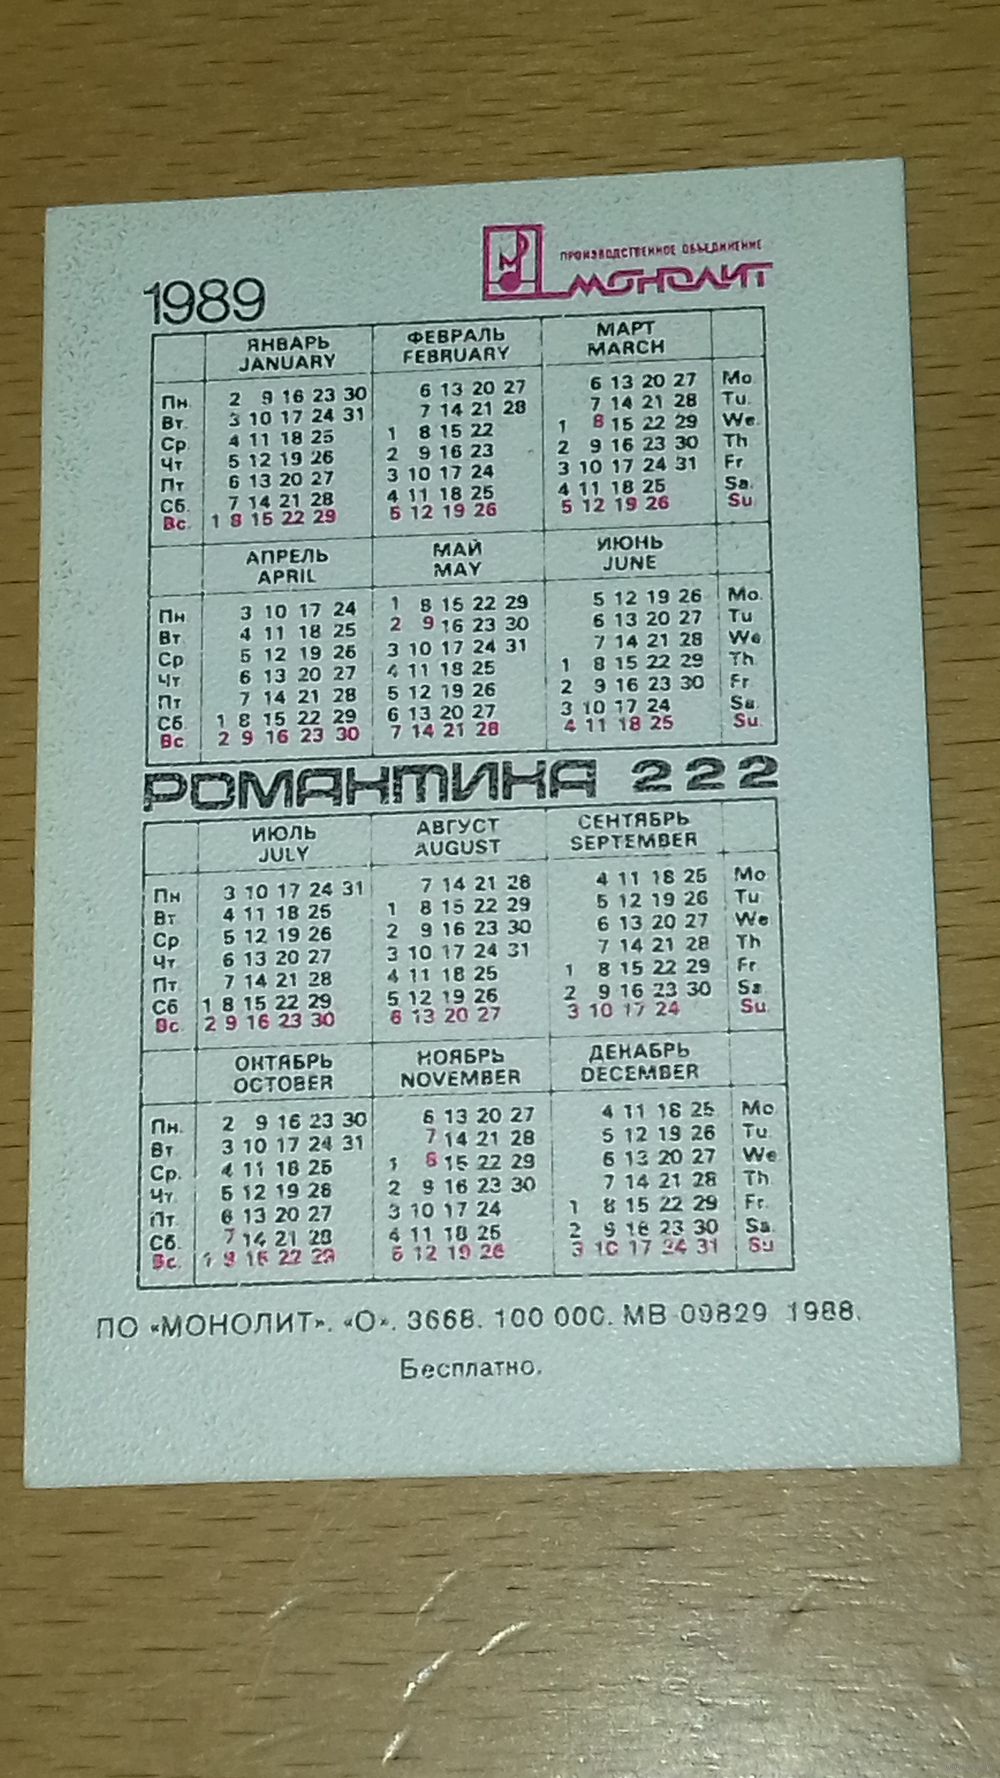 ПРОИЗВОДСТВЕННОЕ ОБЪЕДИНЕНИЕ
1989 МОНОЛИТ
ЯНВАРЬ ФЕВРАЛЬ МАРТ
JANUARY FEBRUARY MARCH
Пн. 2 9 16 23 30 6 13 20 27 6 13 20 27 Mo.
Вт. 3 10 17 24 31 7 14 21 28 7 14 21 28 Tu.
Ср. 4 11 18 25 1 8 15 22 1 8 15 22 29 We.
Чт 5 12 19 26 2 9 16 23 2 9 16 23 30 Th
Пт 6 13 20 27 3 10 17 24 3 10 17 24 31 Fr
Сб. 7 14 21 28 4 11 18 25 4 11 18 25 Sa.
Вс. 1 8 15 22 29 5 12 19 26 5 12 19 26 Su
АПРЕЛЬ МАЙ ИЮНЬ
APRIL MAY JUNE
Пн 3 10 17 24 1 8 15 22 29 5 12 19 26 Mo.
Вт. 4 11 18 25 2 9 16 23 30 6 13 20 27 Tu
Ср 5 12 19 26 3 10 17 24 31 7 14 21 28 We
Чт. 6 13 20 27 4 11 18 25 1 8 15 22 29 Th
Пт 7 14 21 28 5 12 19 26 2 9 16 23 30 Fr
Сб. 1 8 15 22 29 6 13 20 27 3 10 17 24 Sa
Вс 2 9 16 23 30 7 14 21 28 4 11 18 25 Su.
РОМАНТИКА 222
ИЮЛЬ АВГУСТ СЕНТЯБРЬ
JULY AUGUST SEPTEMBER
Пн 3 10 17 24 31 7 14 21 28 4 11 18 25 Mo
Вт 4 11 18 25 1 8 15 22 29 5 12 19 26 Tu
Ср 5 12 19 26 2 9 16 23 30 6 13 20 27 We
Чт 6 13 20 27 3 10 17 24 31 7 14 21 28 Th
Пт. 7 14 21 28 4 11 18 25 1 8 15 22 29 Fr
Сб 1 8 15 22 29 5 12 19 26 2 9 16 23 30 Sa
Вс 2 9 16 23 30 6 13 20 27 3 10 17 24 Su
ОКТЯБРЬ НОЯБРЬ ДЕКАБРЬ
OCTOBER NOVEMBER DECEMBER
Пн. 2 9 16 23 30 6 13 20 27 4 11 18 25 Mo
Вт 3 10 17 24 31 7 14 21 28 5 12 19 26 Tu.
Ср. 4 11 18 25 1 8 15 22 29 6 13 20 27 We
Чт. 5 12 19 26 2 9 16 23 30 7 14 21 28 Th
Пт 6 13 20 27 3 10 17 24 1 8 15 22 29 Fr.
Сб. 7 14 21 28 4 11 18 25 2 9 16 23 30 Sa.
Вс. 1 8 15 22 29 5 12 19 26 3 10 17 24 31 Su
ПО «МОНОЛИТ». «О». 3668. 100 000. МВ 09829 1988.
Бесплатно.